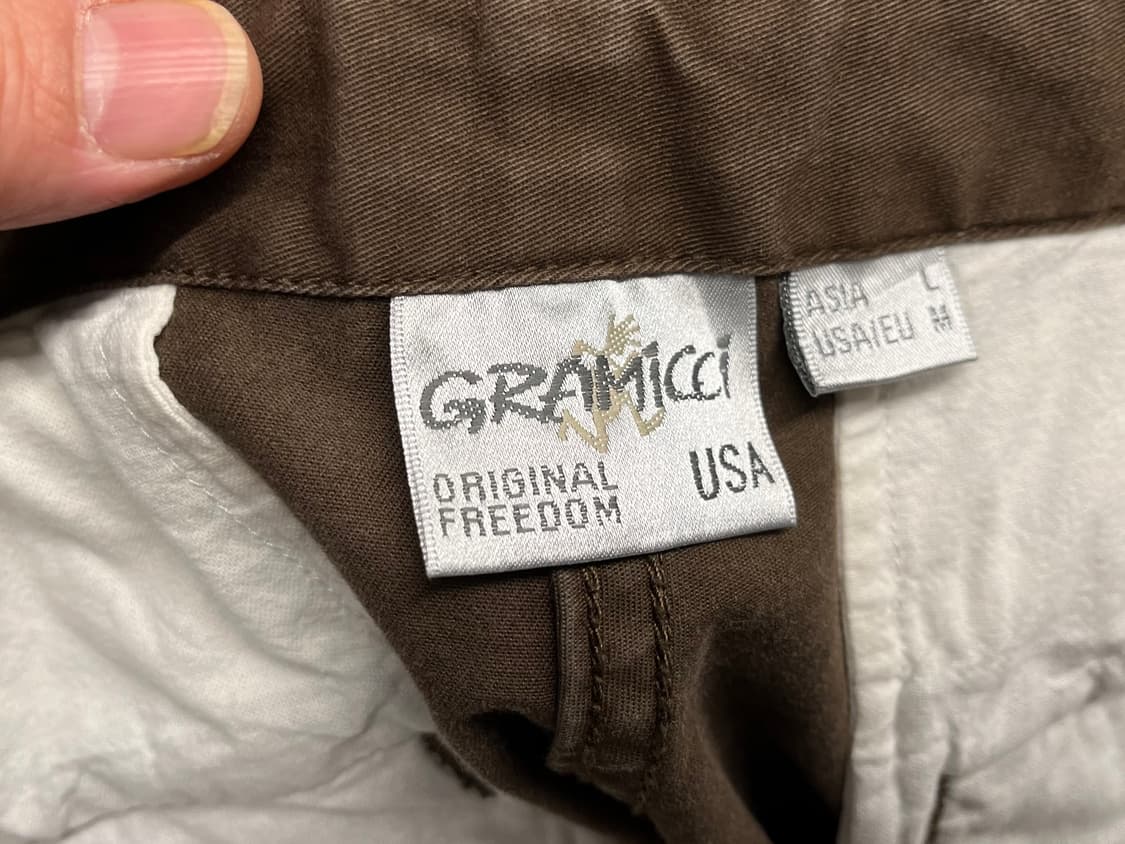 GRAMICCI
ORIGINAL
FREEDOM
USA
ASIA L
USA/EU M